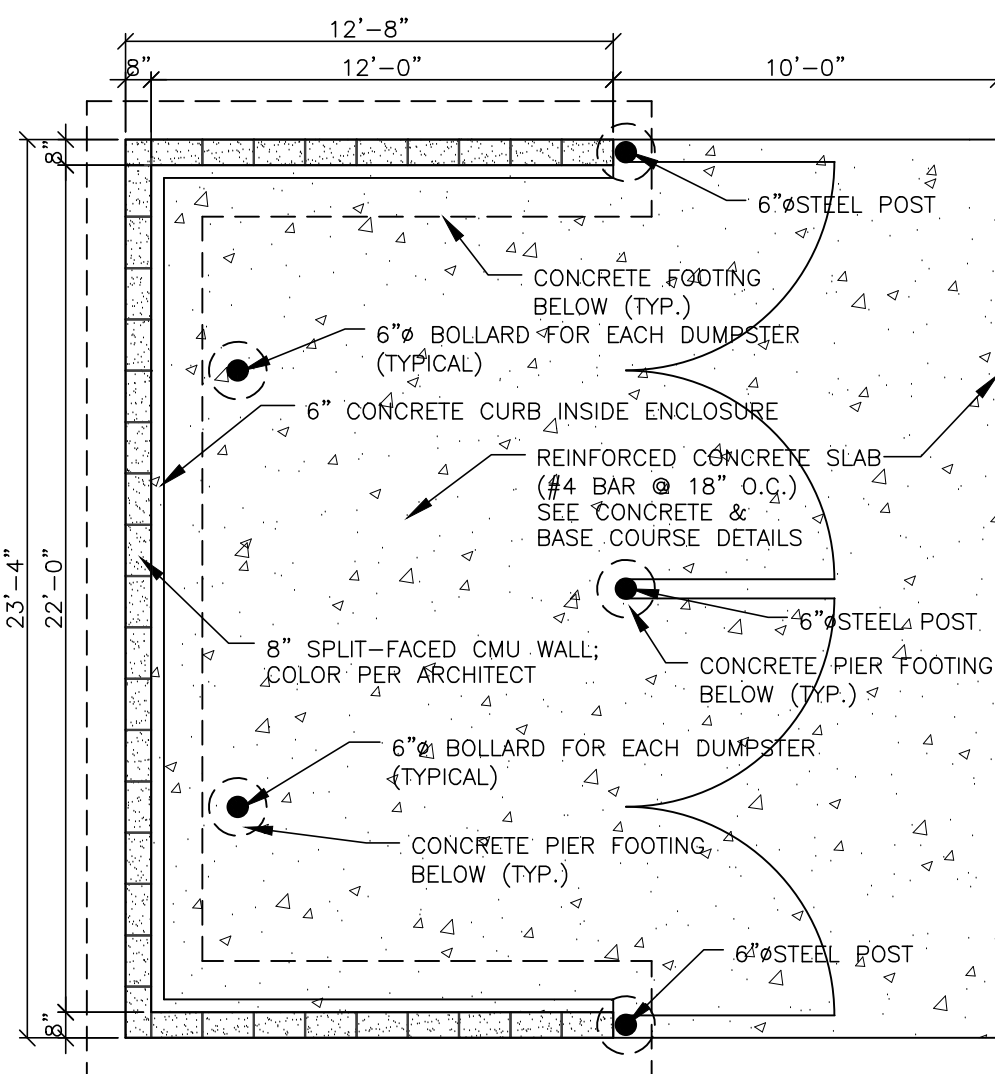 12'-8"
8"
12'-0"
10'-0"
8"
6"ø STEEL POST
CONCRETE FOOTING
BELOW (TYP.)
6"ø BOLLARD FOR EACH DUMPSTER
(TYPICAL)
6" CONCRETE CURB INSIDE ENCLOSURE
REINFORCED CONCRETE SLAB
(#4 BAR @ 18" O.C.)
SEE CONCRETE &
BASE COURSE DETAILS
23'-4"
22'-0"
6"ø STEEL POST
8" SPLIT-FACED CMU WALL;
COLOR PER ARCHITECT
CONCRETE PIER FOOTING
BELOW (TYP.)
6"ø BOLLARD FOR EACH DUMPSTER
(TYPICAL)
CONCRETE PIER FOOTING
BELOW (TYP.)
6"ø STEEL POST
8"